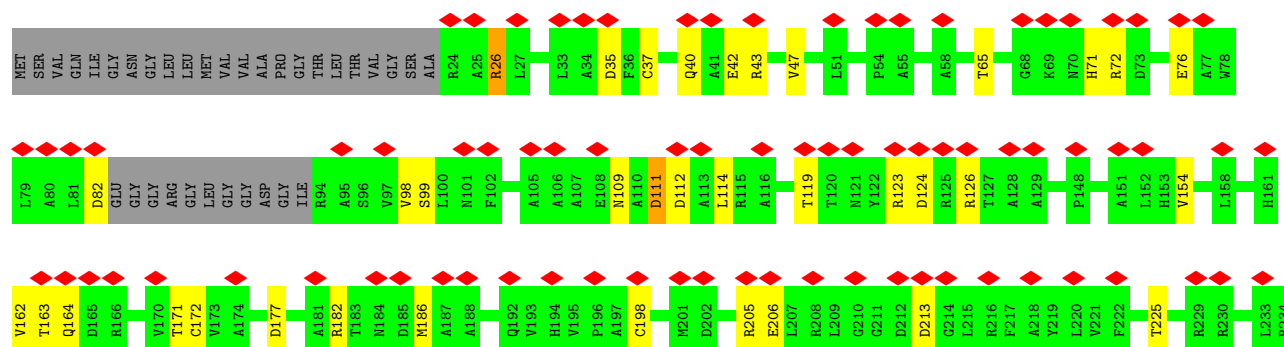 MET SER VAL GLN ILE GLY ASN GLY LEU LEU MET VAL VAL ALA PRO GLY THR LEU THR VAL GLY SER ALA R24 A25 R26 L27 L33 A34 D35 F36 C37 Q40 A41 E42 R43 V47 L51 P54 A55 A58 T65 G68 K69 N70 H71 R72 D73 E76 A77 W78
L79 A80 L81 D82 GLU GLY GLY ARG GLY LEU GLY GLY ASP GLY ILE R94 A95 S96 V97 V98 S99 L100 N101 F102 A105 A106 A107 E108 N109 A110 D111 D112 A113 L114 R115 A116 T119 T120 N121 Y122 R123 D124 R125 R126 T127 A128 A129 P148 A151 L152 H153 V154 L158 H161
V162 T163 Q164 D165 R166 V170 T171 C172 V173 A174 D177 A181 R182 T183 N184 D185 M186 A187 A188 Q192 V193 H194 V195 P196 A197 C198 M201 D202 R205 E206 L207 R208 L209 G210 G211 D212 D213 G214 L215 R216 F217 A218 Y219 L220 V221 F222 T225 R229 R230 L233